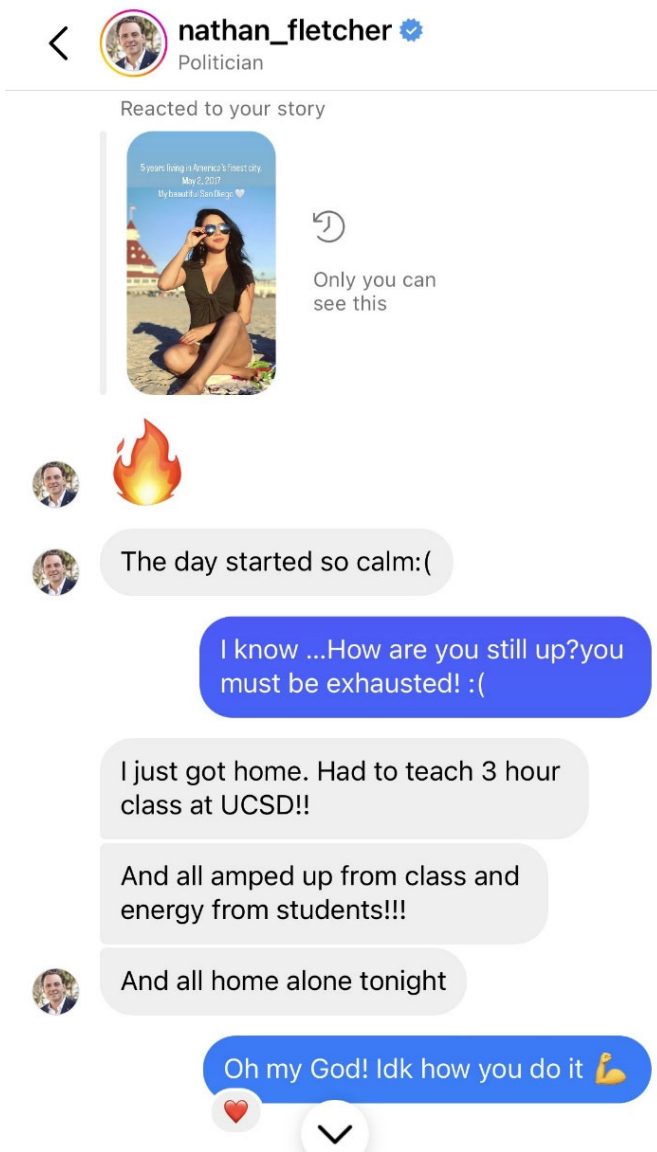 nathan_fletcher
Politician
Reacted to your story
5 years living in America's finest city.
May 2, 2017
My beautiful San Diego 🤍
Only you can
see this
🔥
The day started so calm:(
I know ...How are you still up?you
must be exhausted! :(
I just got home. Had to teach 3 hour
class at UCSD!!
And all amped up from class and
energy from students!!!
And all home alone tonight
Oh my God! Idk how you do it 💪
❤️